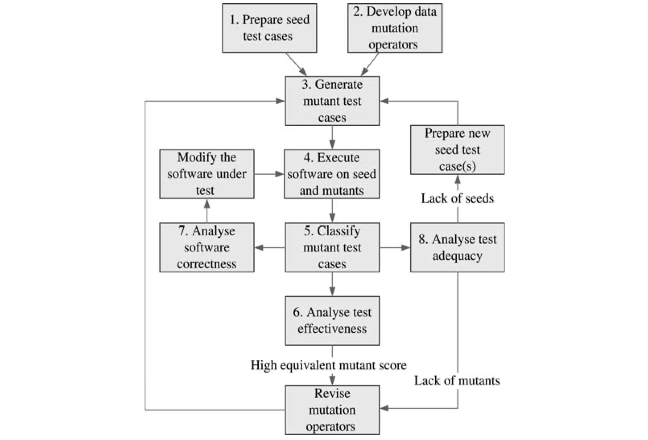 1. Prepare seed
test cases
2. Develop data
mutation
operators
3. Generate
mutant test
cases
Prepare new
seed test
case(s)
Modify the
software under
test
4. Execute
software on seed
and mutants
Lack of seeds
7. Analyse
software
correctness
5. Classify
mutant test
cases
8. Analyse test
adequacy
6. Analyse test
effectiveness
High equivalent mutant score
Lack of mutants
Revise
mutation
operators